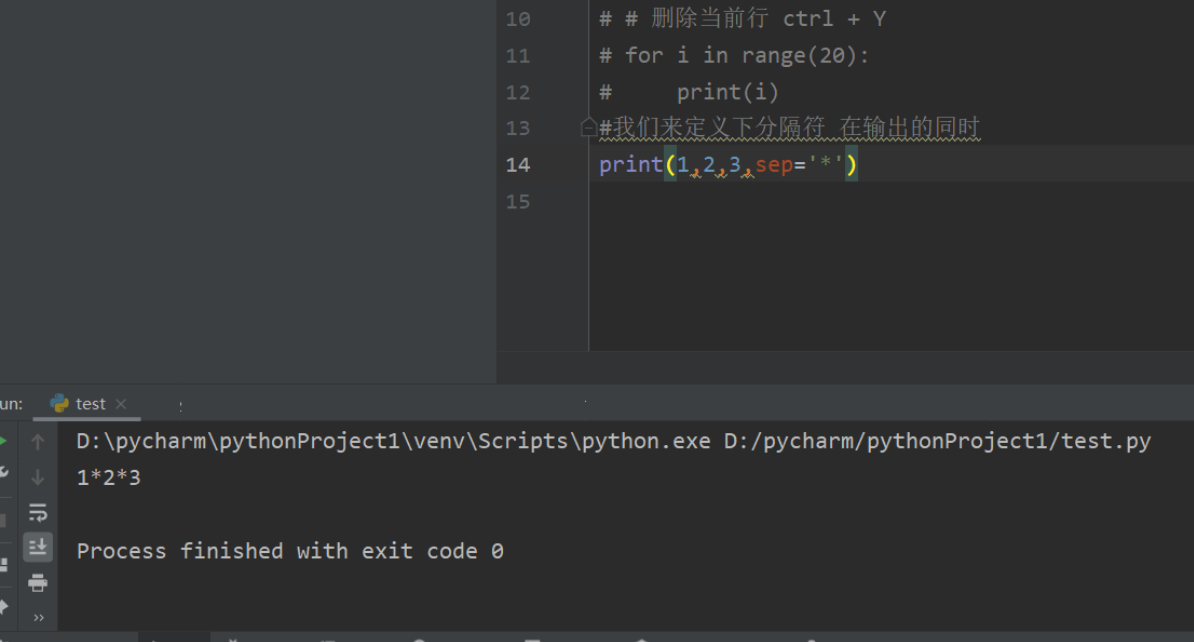 10 # # 删除当前行 ctrl + Y
11 # for i in range(20):
12 #     print(i)
13 #我们来定义下分隔符 在输出的同时
14 print(1,2,3,sep='*')
15
un: test
D:\pycharm\pythonProject1\venv\Scripts\python.exe D:/pycharm/pythonProject1/test.py
1*2*3
Process finished with exit code 0